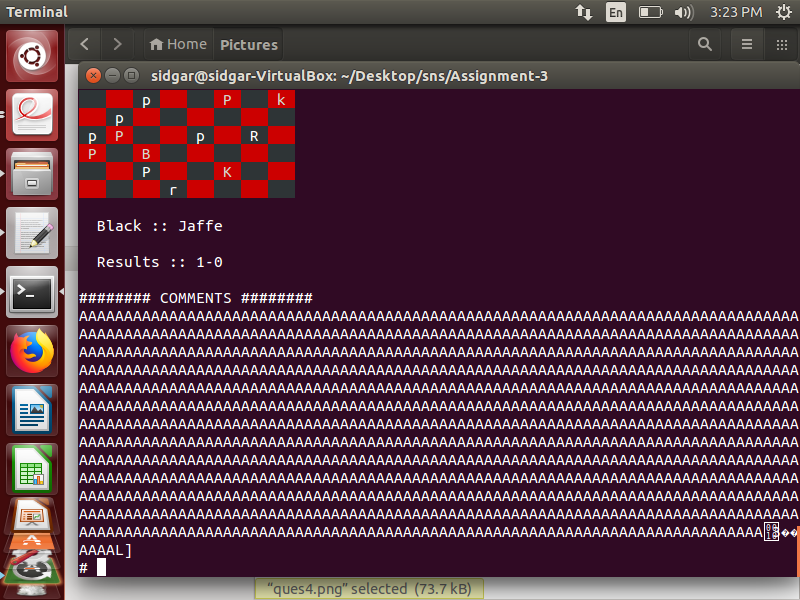 Terminal
En
3:23 PM
Home
Pictures
sidgar@sidgar-VirtualBox: ~/Desktop/sns/Assignment-3
p P k
p
p P p R
P B
P K
r
Black :: Jaffe
Results :: 1-0
######## COMMENTS ########
AAAAAAAAAAAAAAAAAAAAAAAAAAAAAAAAAAAAAAAAAAAAAAAAAAAAAAAAAAAAAAAAAAAAAAAAAAAAAAAA
AAAAAAAAAAAAAAAAAAAAAAAAAAAAAAAAAAAAAAAAAAAAAAAAAAAAAAAAAAAAAAAAAAAAAAAAAAAAAAAA
AAAAAAAAAAAAAAAAAAAAAAAAAAAAAAAAAAAAAAAAAAAAAAAAAAAAAAAAAAAAAAAAAAAAAAAAAAAAAAAA
AAAAAAAAAAAAAAAAAAAAAAAAAAAAAAAAAAAAAAAAAAAAAAAAAAAAAAAAAAAAAAAAAAAAAAAAAAAAAAAA
AAAAAAAAAAAAAAAAAAAAAAAAAAAAAAAAAAAAAAAAAAAAAAAAAAAAAAAAAAAAAAAAAAAAAAAAAAAAAAAA
AAAAAAAAAAAAAAAAAAAAAAAAAAAAAAAAAAAAAAAAAAAAAAAAAAAAAAAAAAAAAAAAAAAAAAAAAAAAAAAA
AAAAAAAAAAAAAAAAAAAAAAAAAAAAAAAAAAAAAAAAAAAAAAAAAAAAAAAAAAAAAAAAAAAAAAAAAAAAAAAA
AAAAAAAAAAAAAAAAAAAAAAAAAAAAAAAAAAAAAAAAAAAAAAAAAAAAAAAAAAAAAAAAAAAAAAAAAAAAAAAA
AAAAAAAAAAAAAAAAAAAAAAAAAAAAAAAAAAAAAAAAAAAAAAAAAAAAAAAAAAAAAAAAAAAAAAAAAAAAAAAA
AAAAAAAAAAAAAAAAAAAAAAAAAAAAAAAAAAAAAAAAAAAAAAAAAAAAAAAAAAAAAAAAAAAAAAAAAAAAAAAA
AAAAAAAAAAAAAAAAAAAAAAAAAAAAAAAAAAAAAAAAAAAAAAAAAAAAAAAAAAAAAAAAAAAAAAAAAAAAAAAA
AAAAAAAAAAAAAAAAAAAAAAAAAAAAAAAAAAAAAAAAAAAAAAAAAAAAAAAAAAAAAAAAAAAAAAAAAAAAAAAA
AAAAAAAAAAAAAAAAAAAAAAAAAAAAAAAAAAAAAAAAAAAAAAAAAAAAAAAAAAAAAAAAAAAAAAAAAAAA��
AAAAL]
#
“ques4.png” selected (73.7 kB)